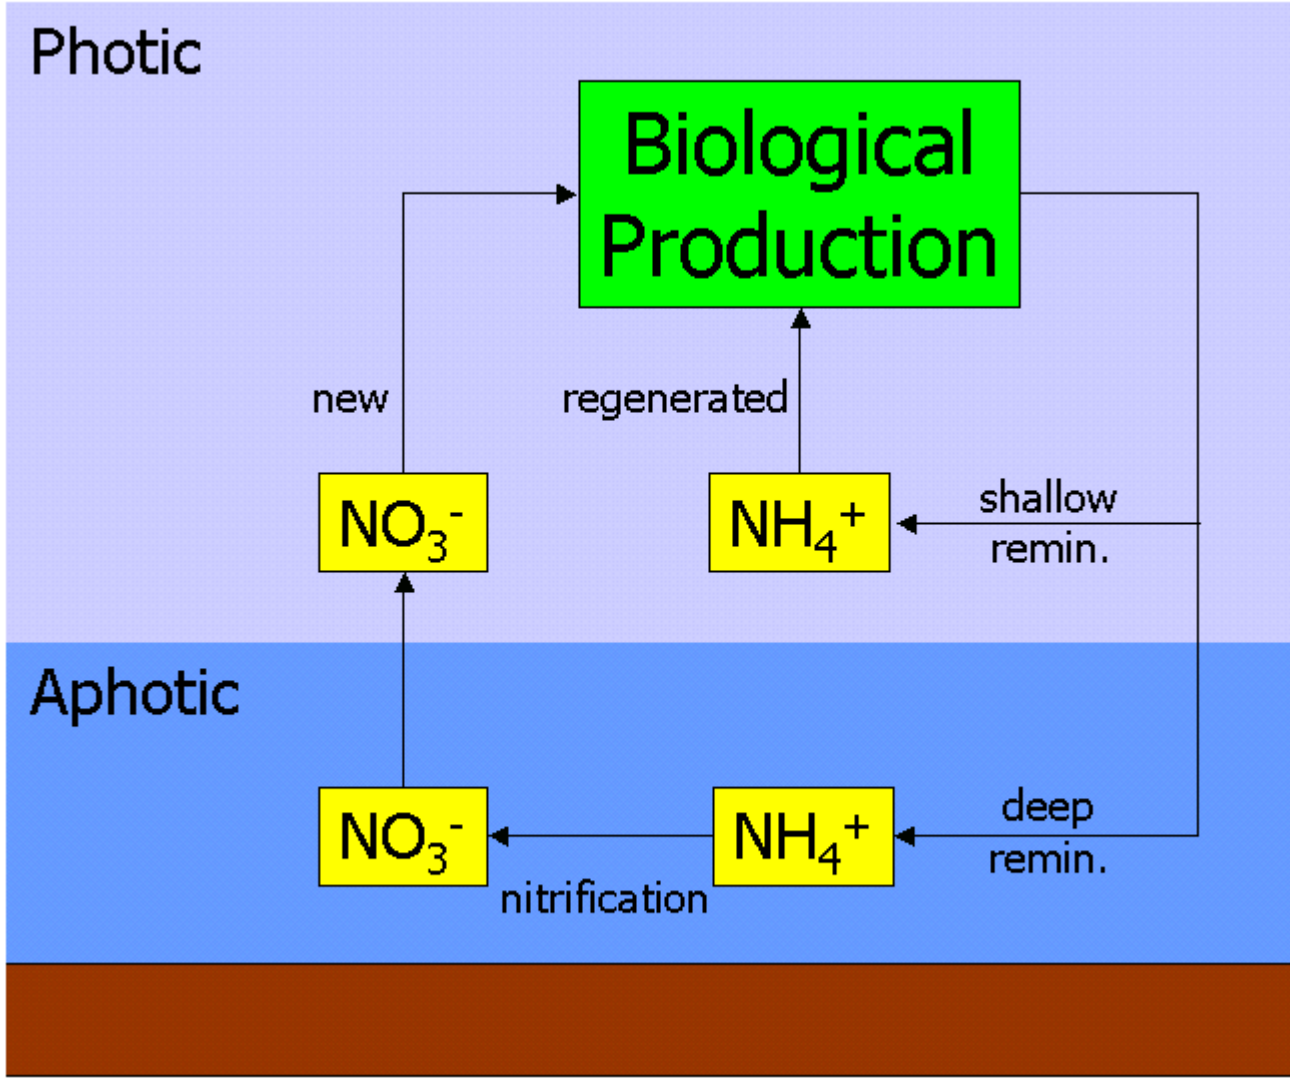 Photic
Biological
Production
new
regenerated
NO₃⁻
NH₄⁺
shallow
remin.
Aphotic
NO₃⁻
NH₄⁺
deep
remin.
nitrification